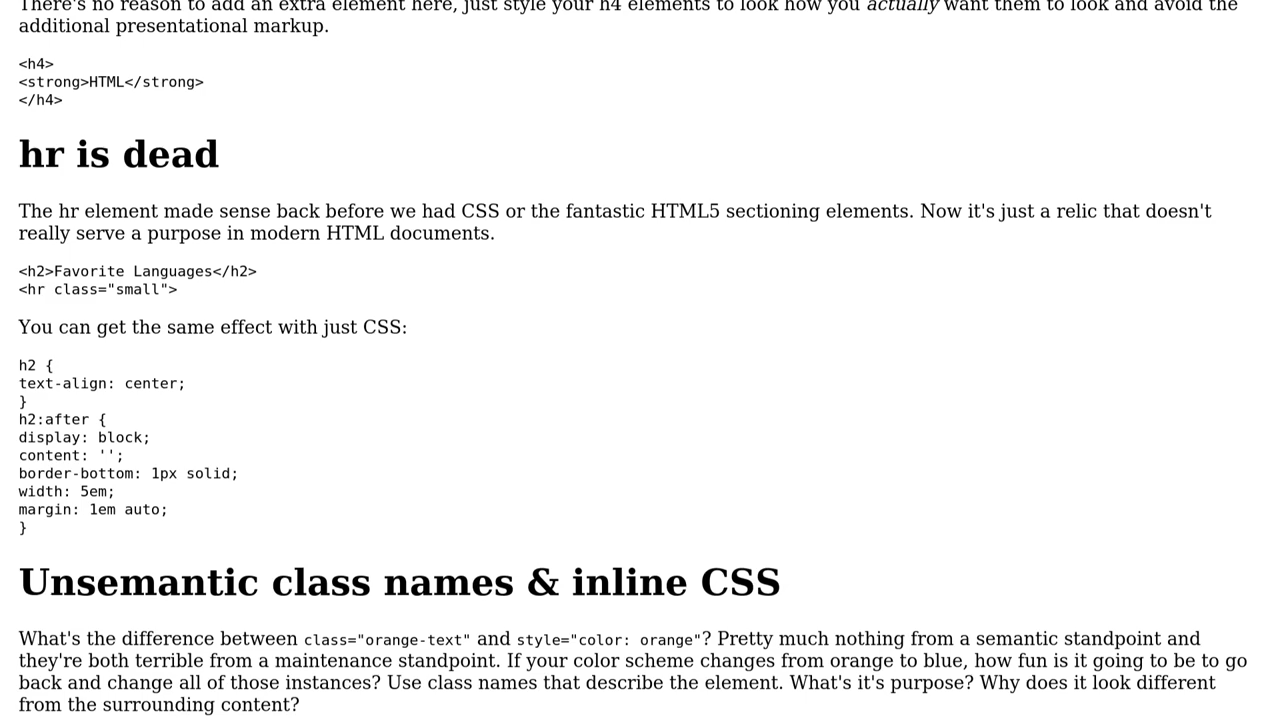 There's no reason to add an extra element here, just style your h4 elements to look how you actually want them to look and avoid the
additional presentational markup.
<h4>
<strong>HTML</strong>
</h4>
hr is dead
The hr element made sense back before we had CSS or the fantastic HTML5 sectioning elements. Now it's just a relic that doesn't
really serve a purpose in modern HTML documents.
<h2>Favorite Languages</h2>
<hr class="small">
You can get the same effect with just CSS:
h2 {
text-align: center;
}
h2:after {
display: block;
content: '';
border-bottom: 1px solid;
width: 5em;
margin: 1em auto;
}
Unsemantic class names & inline CSS
What's the difference between class="orange-text" and style="color: orange"? Pretty much nothing from a semantic standpoint and
they're both terrible from a maintenance standpoint. If your color scheme changes from orange to blue, how fun is it going to be to go
back and change all of those instances? Use class names that describe the element. What's it's purpose? Why does it look different
from the surrounding content?